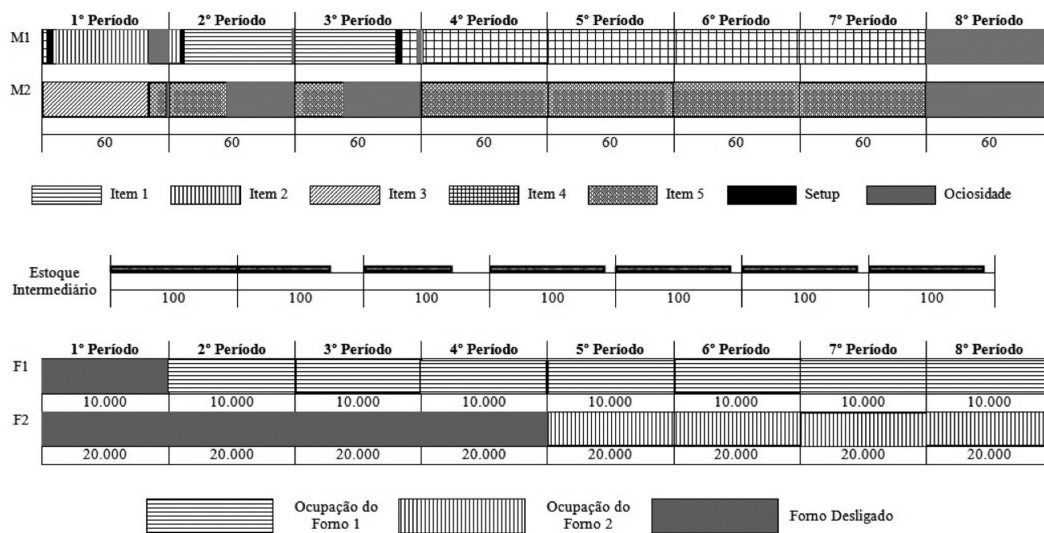 1° Período 2° Período 3° Período 4° Período 5° Período 6° Período 7° Período 8° Período
M1
M2
60 60 60 60 60 60 60 60
Item 1 Item 2 Item 3 Item 4 Item 5 Setup Ociosidade
Estoque
Intermediário
100 100 100 100 100 100 100
1° Período 2° Período 3° Período 4° Período 5° Período 6° Período 7° Período 8° Período
F1
10.000 10.000 10.000 10.000 10.000 10.000 10.000 10.000
F2
20.000 20.000 20.000 20.000 20.000 20.000 20.000 20.000
Ocupação do Forno 1
Ocupação do Forno 2
Forno Desligado